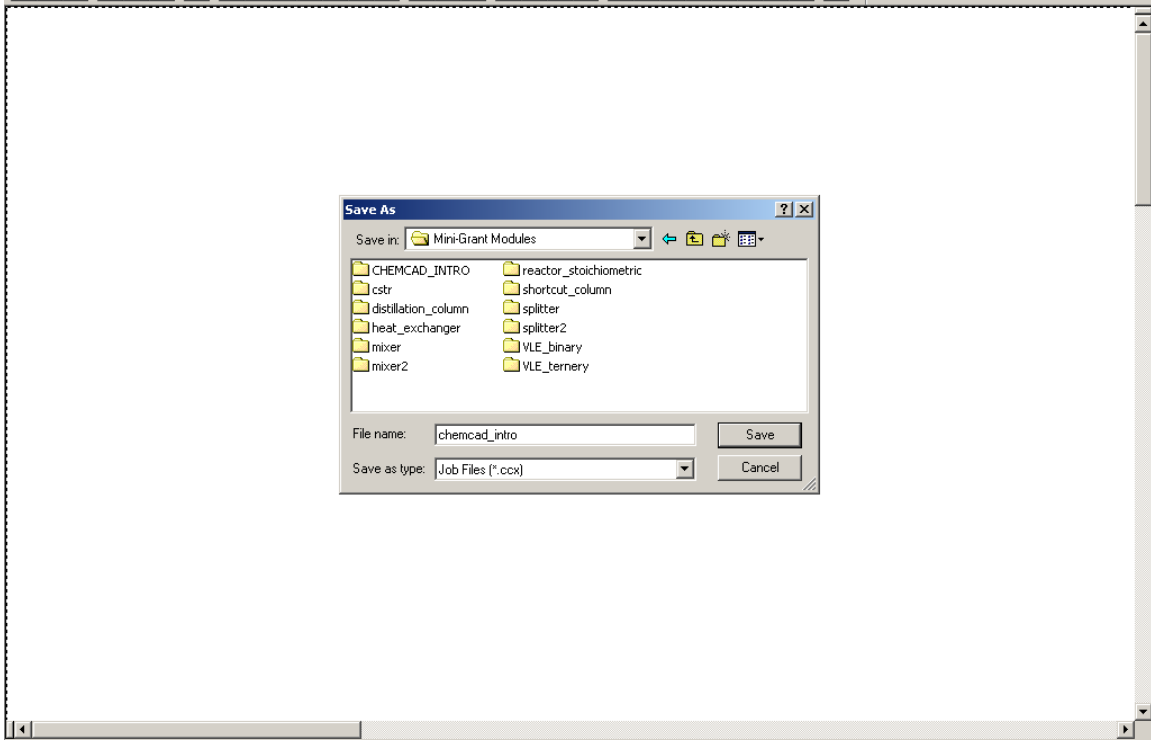 Save As
Save in: Mini-Grant Modules
CHEMCAD_INTRO reactor_stoichiometric
cstr shortcut_column
distillation_column splitter
heat_exchanger splitter2
mixer VLE_binary
mixer2 VLE_ternery
File name: chemcad_intro Save
Save as type: Job Files (*.ccx) Cancel